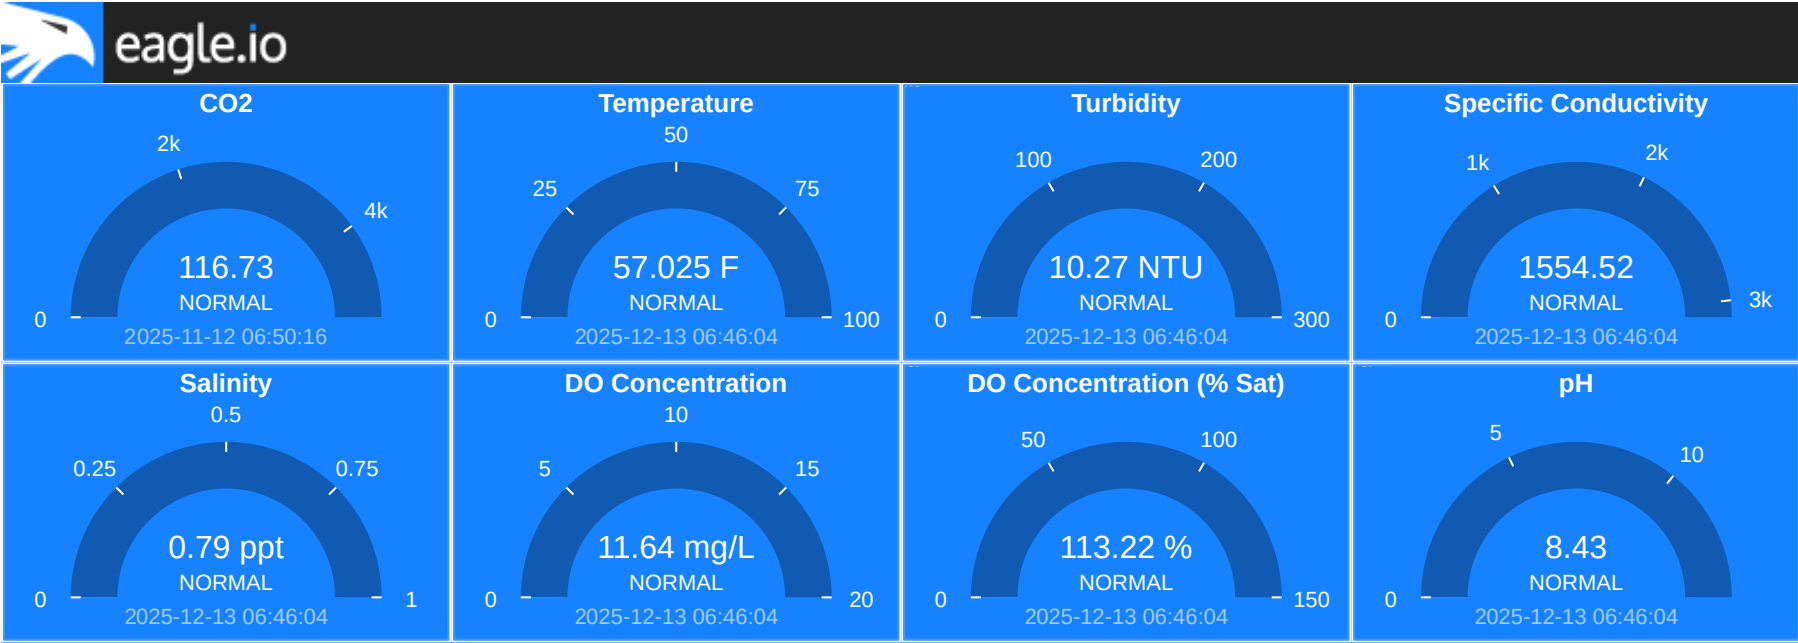 eagle.io
CO2
2k
4k
0
116.73
NORMAL
2025-11-12 06:50:16
Temperature
50
25
75
0
100
57.025 F
NORMAL
2025-12-13 06:46:04
Turbidity
100
200
0
300
10.27 NTU
NORMAL
2025-12-13 06:46:04
Specific Conductivity
1k
2k
0
3k
1554.52
NORMAL
2025-12-13 06:46:04
Salinity
0.5
0.25
0.75
0
1
0.79 ppt
NORMAL
2025-12-13 06:46:04
DO Concentration
10
5
15
0
20
11.64 mg/L
NORMAL
2025-12-13 06:46:04
DO Concentration (% Sat)
50
100
0
150
113.22 %
NORMAL
2025-12-13 06:46:04
pH
5
10
0
8.43
NORMAL
2025-12-13 06:46:04